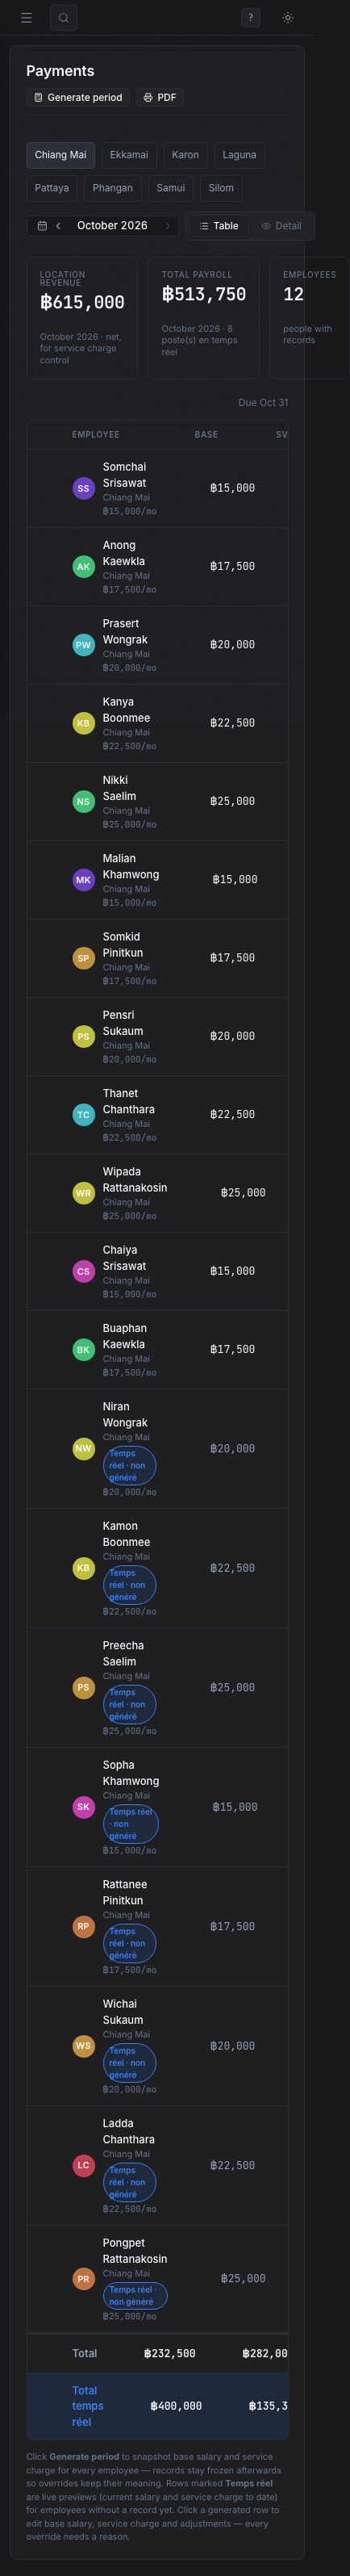 ?
Payments
Generate period
PDF
Chiang Mai
Ekkamai
Karon
Laguna
Pattaya
Phangan
Samui
Silom
October 2026
Table
Detail
LOCATION
REVENUE
฿615,000
October 2026 · net,
for service charge
control
TOTAL PAYROLL
฿513,750
October 2026 · 8
poste(s) en temps
réel
EMPLOYEES
12
people with
records
Due Oct 31
EMPLOYEE BASE SV
SS
Somchai
Srisawat
Chiang Mai
฿15,000/mo
฿15,000
AK
Anong
Kaewkla
Chiang Mai
฿17,500/mo
฿17,500
PW
Prasert
Wongrak
Chiang Mai
฿20,000/mo
฿20,000
KB
Kanya
Boonmee
Chiang Mai
฿22,500/mo
฿22,500
NS
Nikki
Saelim
Chiang Mai
฿25,000/mo
฿25,000
MK
Malian
Khamwong
Chiang Mai
฿15,000/mo
฿15,000
SP
Somkid
Pinitkun
Chiang Mai
฿17,500/mo
฿17,500
PS
Pensri
Sukaum
Chiang Mai
฿20,000/mo
฿20,000
TC
Thanet
Chanthara
Chiang Mai
฿22,500/mo
฿22,500
WR
Wipada
Rattanakosin
Chiang Mai
฿25,000/mo
฿25,000
CS
Chaiya
Srisawat
Chiang Mai
฿15,000/mo
฿15,000
BK
Buaphan
Kaewkla
Chiang Mai
฿17,500/mo
฿17,500
NW
Niran
Wongrak
Chiang Mai
Temps
réel · non
généré
฿20,000/mo
฿20,000
KB
Kamon
Boonmee
Chiang Mai
Temps
réel · non
généré
฿22,500/mo
฿22,500
PS
Preecha
Saelim
Chiang Mai
Temps
réel · non
généré
฿25,000/mo
฿25,000
SK
Sopha
Khamwong
Chiang Mai
Temps réel
· non
généré
฿15,000/mo
฿15,000
RP
Rattanee
Pinitkun
Chiang Mai
Temps
réel · non
généré
฿17,500/mo
฿17,500
WS
Wichai
Sukaum
Chiang Mai
Temps
réel · non
généré
฿20,000/mo
฿20,000
LC
Ladda
Chanthara
Chiang Mai
Temps
réel · non
généré
฿22,500/mo
฿22,500
PR
Pongpet
Rattanakosin
Chiang Mai
Temps réel ·
non généré
฿25,000/mo
฿25,000
Total ฿232,500 ฿282,00
Total
temps
réel
฿400,000 ฿135,3
Click Generate period to snapshot base salary and service
charge for every employee — records stay frozen afterwards
so overrides keep their meaning. Rows marked Temps réel
are live previews (current salary and service charge to date)
for employees without a record yet. Click a generated row to
edit base salary, service charge and adjustments — every
override needs a reason.